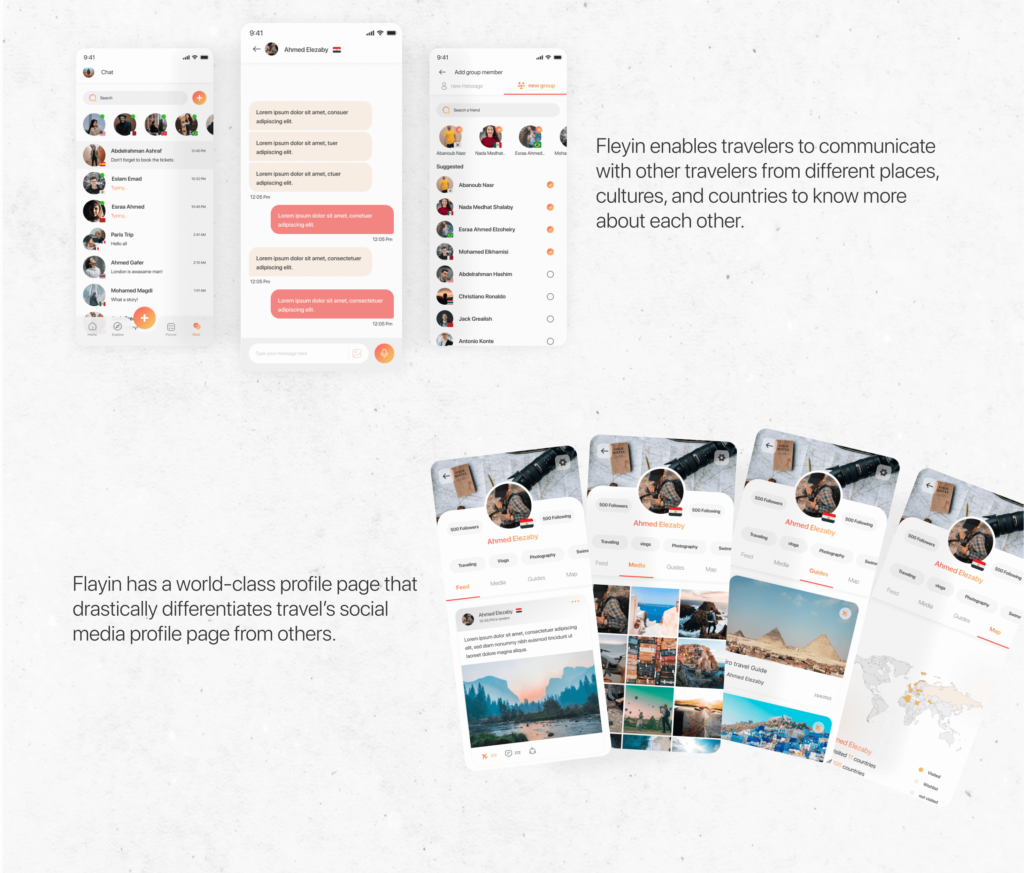 9:41
Chat
Search
Abdelrahman Ashraf
Don't forget to book the tickets
Eslam Emad
Typing..
Esraa Ahmed
Typing..
Paris Trip
Hello all
Ahmed Gafer
London is awasame man!
Mohamed Magdi
What a story!
Home
Explore
9:41
Ahmed Elezaby
Lorem ipsum dolor sit amet, consuer
adipiscing elit.
Lorem ipsum dolor sit amet, tuer
adipiscing elit.
Lorem ipsum dolor sit amet, ctuer
adipiscing elit.
12:05 Pm
Lorem ipsum dolor sit amet, conetuer
adipiscing elit.
12:05 Pm
Lorem ipsum dolor sit amet, consectetuer
adipiscing elit.
12:05 Pm
Lorem ipsum dolor sit amet, consectetuer
adipiscing elit.
12:05 Pm
Type your message here
9:41
Add group member
new message
new group
Search a friend
Abanoub Nasr
Nada Medhat..
Esraa Ahmed..
Moha
Suggested
Abanoub Nasr
Nada Medhat Shalaby
Esraa Ahmed Elzoheiry
Mohamed Elkhamisi
Abdelrahman Hashim
Christiano Ronaldo
Jack Grealish
Antonio Konte
Fleyin enables travelers to communicate
with other travelers from different places,
cultures, and countries to know more
about each other.
Flayin has a world-class profile page that
drastically differentiates travel's social
media profile page from others.
500 Followers
500 Following
Ahmed Elezaby
Traveling
Vlogs
Photography
Swimm
Feed
Media
Guides
Map
Ahmed Elezaby
Lorem ipsum dolor sit amet, consectetuer adipiscing
elit, sed diam nonummy nibh euismod tincidunt ut
laoreet dolore magna aliqua.
500 Followers
500 Following
Ahmed Elezaby
Traveling
vlogs
Photography
Swimm
Feed
Media
Guides
Map
500 Followers
500 Following
Ahmed Elezaby
Traveling
vlogs
Photography
Swimm
Feed
Media
Guides
Map
ro travel Guide
Ahmed Elezaby
500 Followers
Ahmed Elezaby
Traveling
vlogs
Photography
Feed
Media
Guides
Map
med Elezaby
isited 11 countries
countries
Visited
Wishlist
not visited